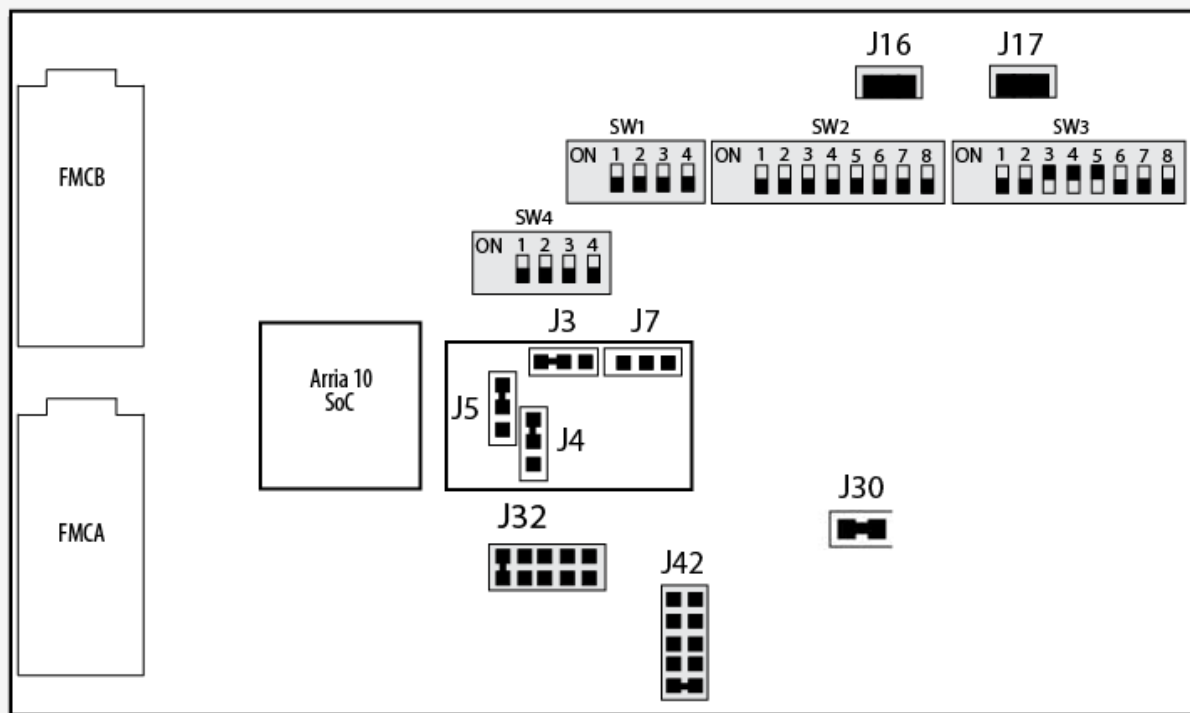 J16 J17
SW1 SW2 SW3
ON 1 2 3 4 ON 1 2 3 4 5 6 7 8 ON 1 2 3 4 5 6 7 8
FMCB
SW4
ON 1 2 3 4
J3 J7
Arria 10
SoC
J5
J4
J32
J30
FMCA
J42